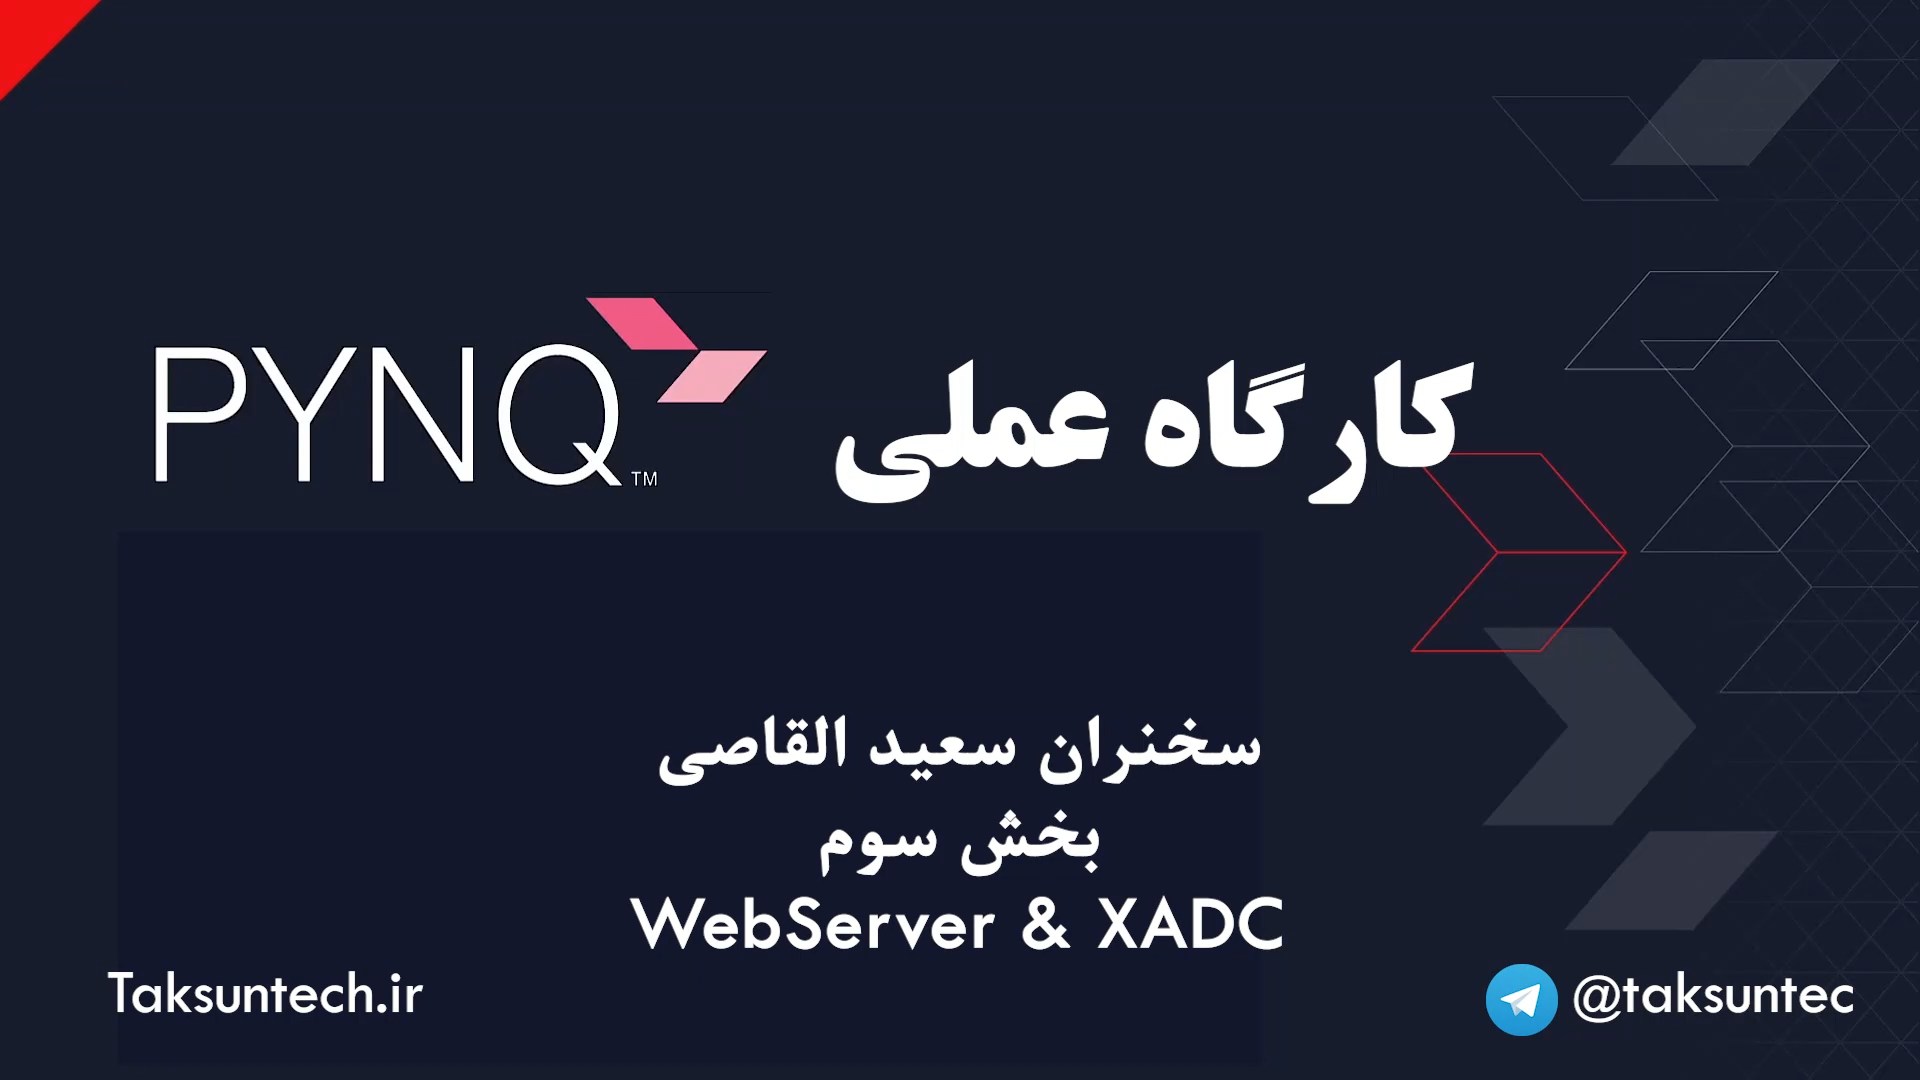 کارگاه عملی PYNQ™
سخنران سعید القاصی
بخش سوم
WebServer & XADC
Taksuntech.ir
@taksuntec